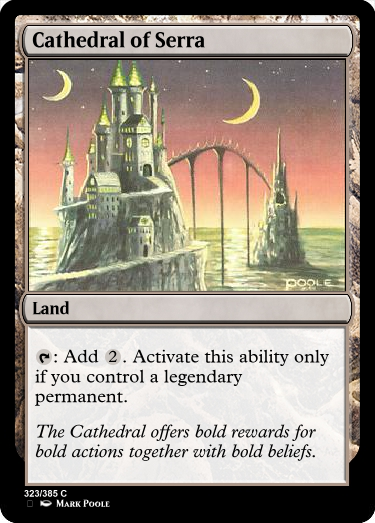 Cathedral of Serra
POOLE
Land
: Add 2. Activate this ability only
if you control a legendary
permanent.
The Cathedral offers bold rewards for
bold actions together with bold beliefs.
323/385 C
MARK POOLE